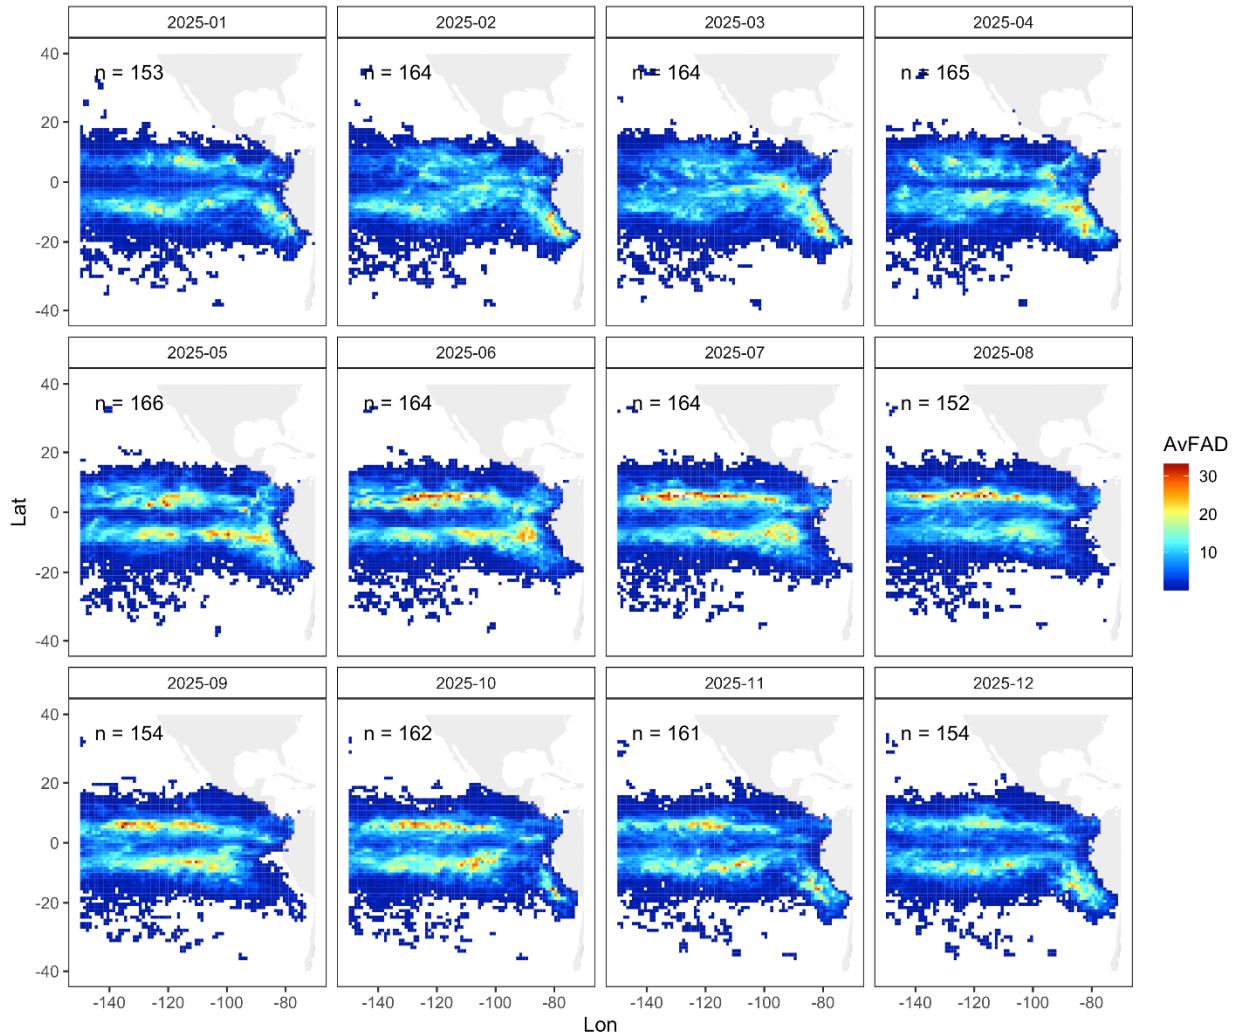 2025-01
2025-02
2025-03
2025-04
40
20
0
-20
-40
n = 153
n = 164
n = 164
n = 165
2025-05
2025-06
2025-07
2025-08
40
20
0
-20
-40
n = 166
n = 164
n = 164
n = 152
2025-09
2025-10
2025-11
2025-12
40
20
0
-20
-40
n = 154
n = 162
n = 161
n = 154
-140 -120 -100 -80
-140 -120 -100 -80
-140 -120 -100 -80
-140 -120 -100 -80
Lon
Lat
AvFAD
30
20
10